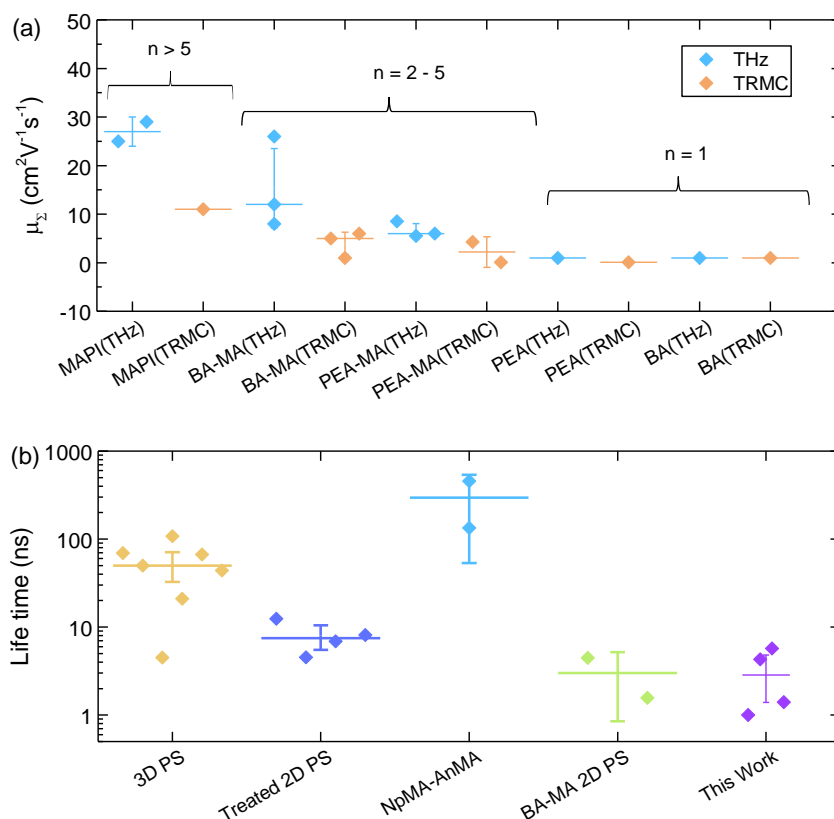 (a)
50
40
30
20
10
0
-10
μΣ (cm²V⁻¹s⁻¹)
n > 5
n = 2 - 5
n = 1
THz
TRMC
MAPI(THz)
MAPI(TRMC)
BA-MA(THz)
BA-MA(TRMC)
PEA-MA(THz)
PEA-MA(TRMC)
PEA(THz)
PEA(TRMC)
BA(THz)
BA(TRMC)
(b)
1000
100
10
1
Life time (ns)
3D PS
Treated 2D PS
NpMA-AnMA
BA-MA 2D PS
This Work